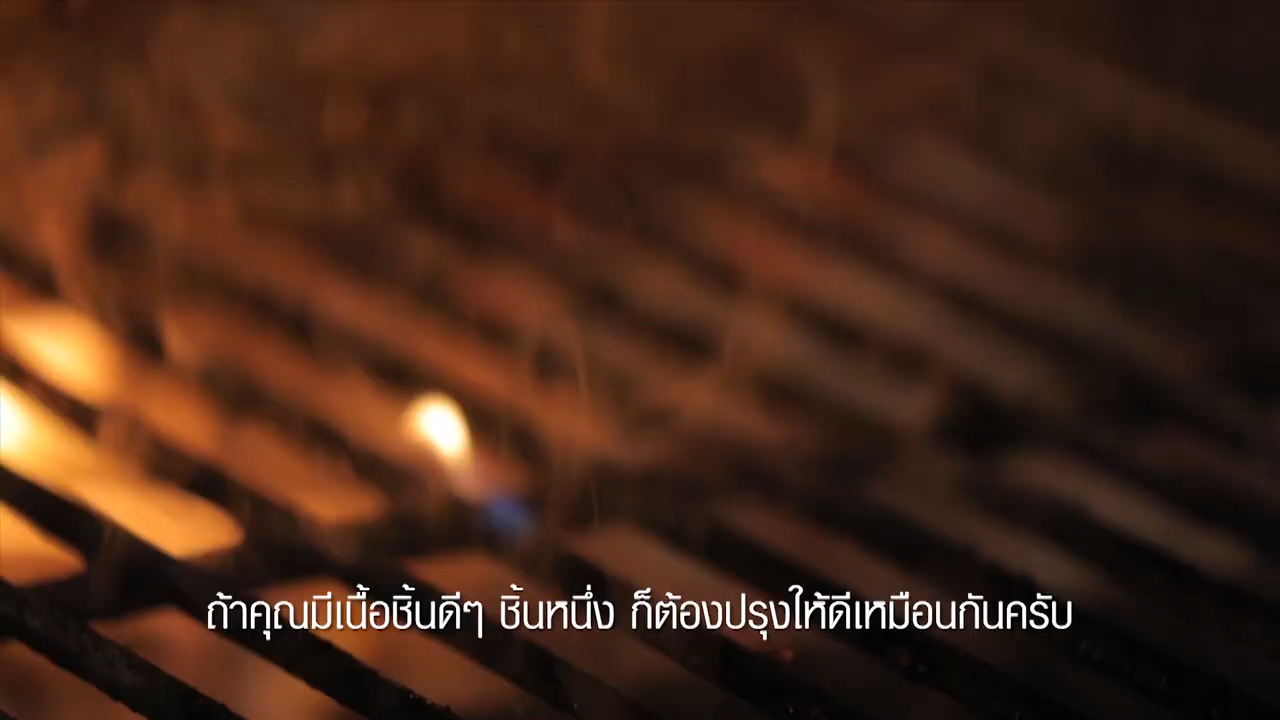 ถ้าคุณมีเนื้อชิ้นดีๆ ชิ้นหนึ่ง ก็ต้องปรุงให้ดีเหมือนกันครับ